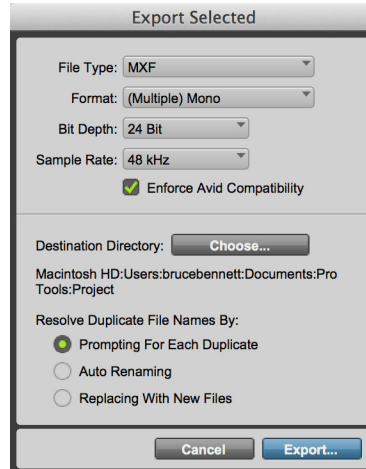 Export Selected
File Type: MXF
Format: (Multiple) Mono
Bit Depth: 24 Bit
Sample Rate: 48 kHz
Enforce Avid Compatibility
Destination Directory: Choose...
Macintosh HD:Users:brucebennett:Documents:Pro
Tools:Project
Resolve Duplicate File Names By:
Prompting For Each Duplicate
Auto Renaming
Replacing With New Files
Cancel Export...